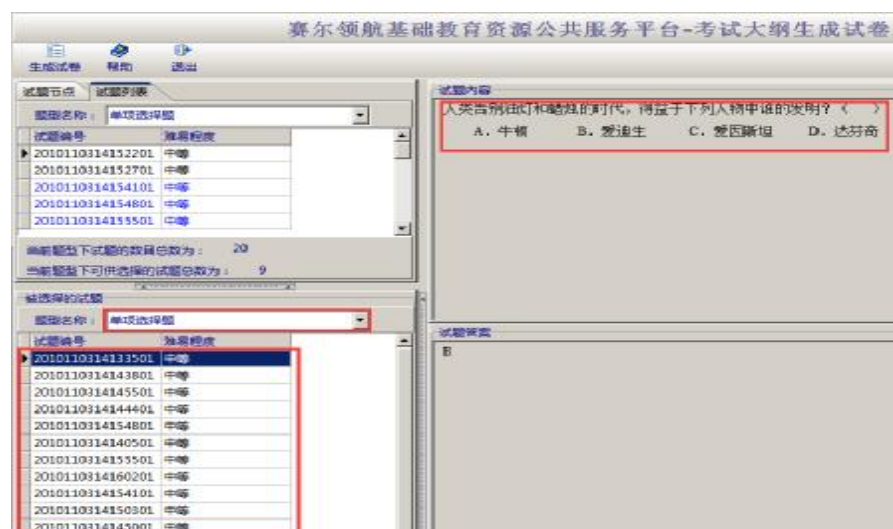 赛尔领航基础教育资源公共服务平台-考试大纲生成试卷
生成试卷 帮助 退出
试题节点 试题列表
题型名称： 单项选择题
试题编号 难易程度
2010110314152201 中等
2010110314152701 中等
2010110314154101 中等
2010110314154801 中等
2010110314155501 中等
当前题型下试题的数目总数为： 20
当前题型下可供选择的试题总数为： 9
被选择的试题
题型名称： 单项选择题
试题编号 难易程度
2010110314133501 中等
2010110314143801 中等
2010110314145501 中等
2010110314144401 中等
2010110314154801 中等
2010110314140501 中等
2010110314155501 中等
2010110314160201 中等
2010110314154101 中等
2010110314150301 中等
2010110314145001 中等
试题内容
人类告别油灯和蜡烛的时代，得益于下列人物中谁的发明？（ ）
A. 牛顿 B. 爱迪生 C. 爱因斯坦 D. 达芬奇
试题答案
B